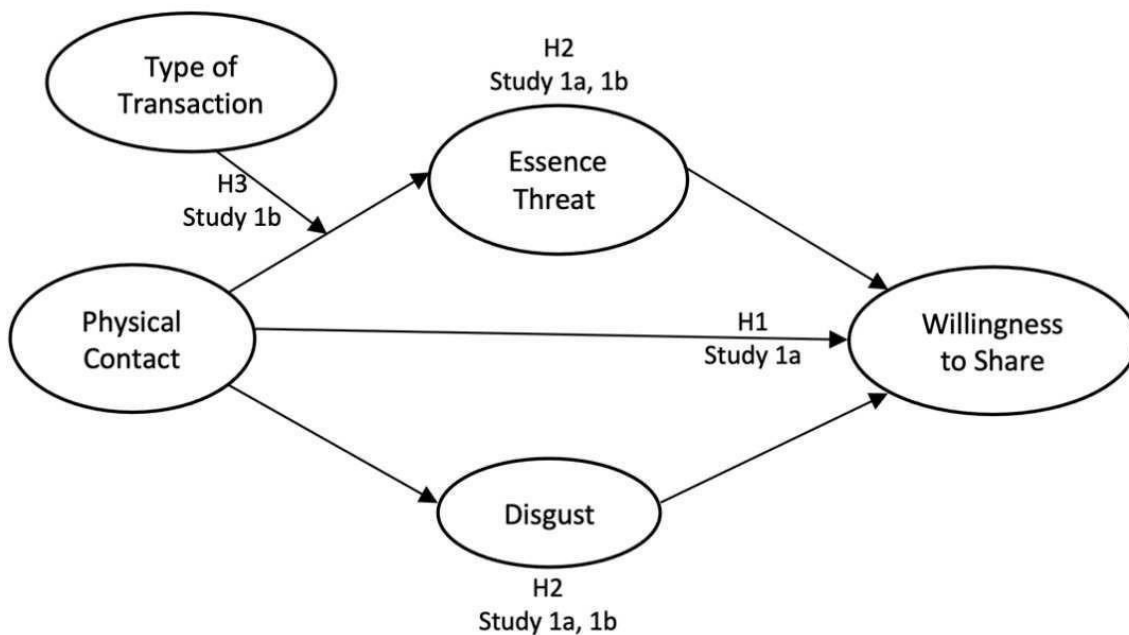 Type of
Transaction
H2
Study 1a, 1b
Essence
Threat
H3
Study 1b
Physical
Contact
H1
Study 1a
Willingness
to Share
Disgust
H2
Study 1a, 1b